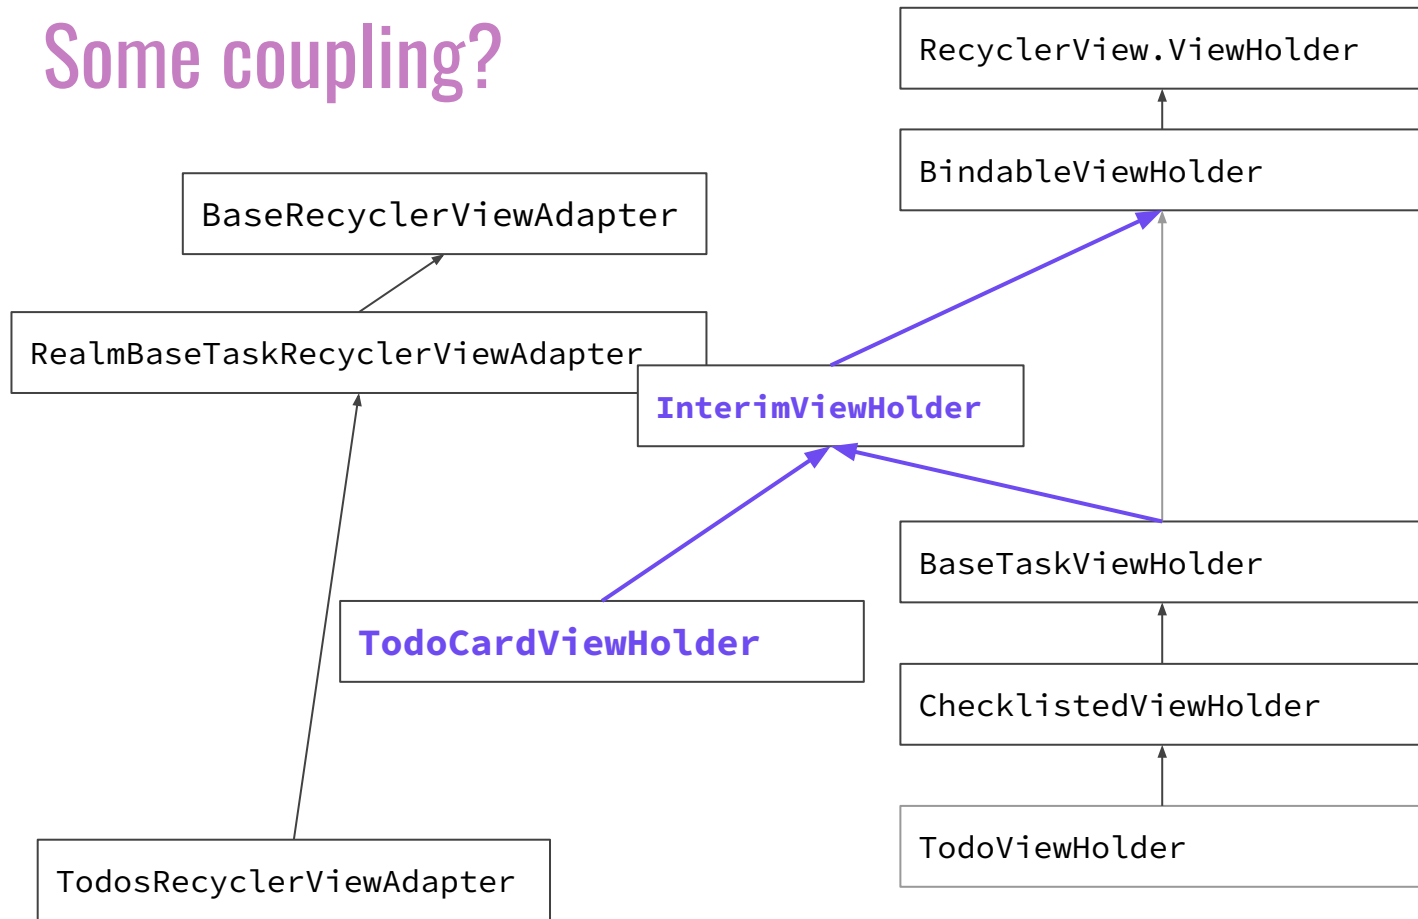 Some coupling?
RecyclerView.ViewHolder
BindableViewHolder
BaseRecyclerViewAdapter
RealmBaseTaskRecyclerViewAdapter
InterimViewHolder
BaseTaskViewHolder
TodoCardViewHolder
ChecklistedViewHolder
TodoViewHolder
TodosRecyclerViewAdapter